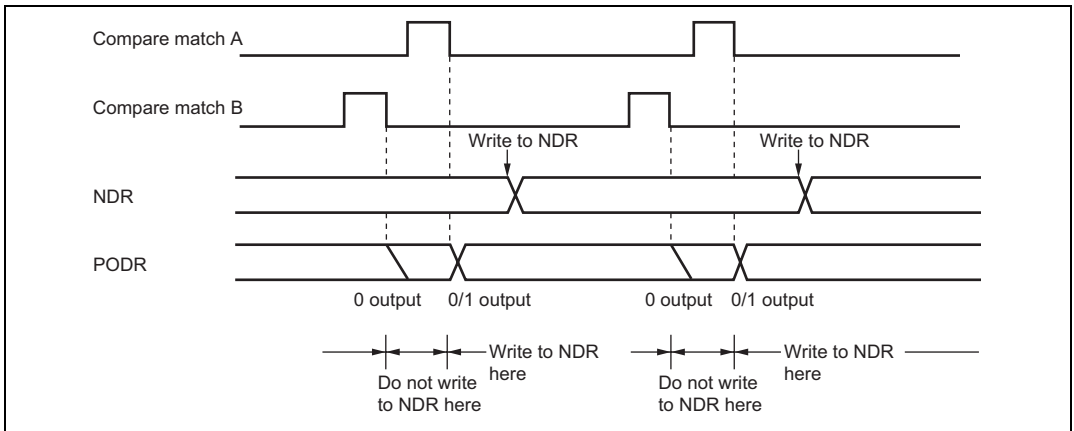 Compare match A
Compare match B
Write to NDR
Write to NDR
NDR
PODR
0 output
0/1 output
0 output
0/1 output
Write to NDR
here
Do not write
to NDR here
Write to NDR
here
Do not write
to NDR here